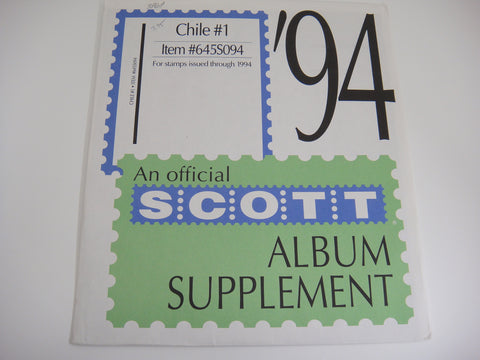 Chile #1
Item #645S094
For stamps issued through 1994
'94
An official
SCOTT
ALBUM
SUPPLEMENT